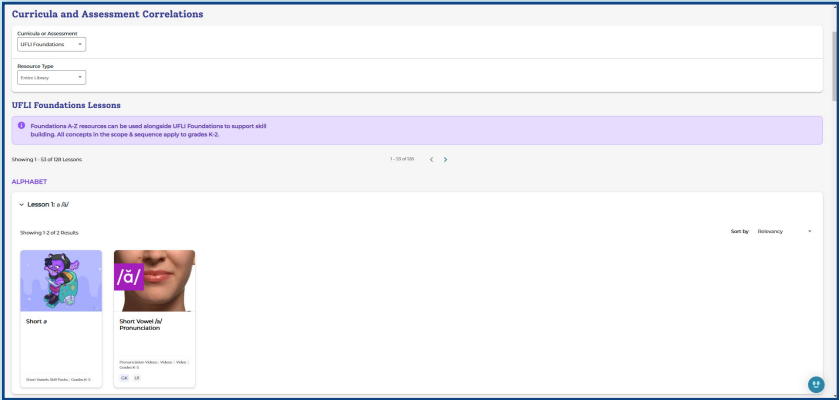 Curricula and Assessment Correlations
Curricula or Assessment
UFLI Foundations
Resource Type
Entire Library
UFLI Foundations Lessons
Foundations A-Z resources can be used alongside UFLI Foundations to support skill
building. All concepts in the scope & sequence apply to grades K-2.
Showing 1 - 53 of 128 Lessons
1 - 53 of 128
ALPHABET
Lesson 1: a /ă/
Showing 1-2 of 2 Results
Sort by Relevancy
/ă/
Short a
Short Vowel /a/
Pronunciation
Short Vowels Skill Packs | Grades K-5
Pronunciation Videos | Videos | Video |
Grades K-5